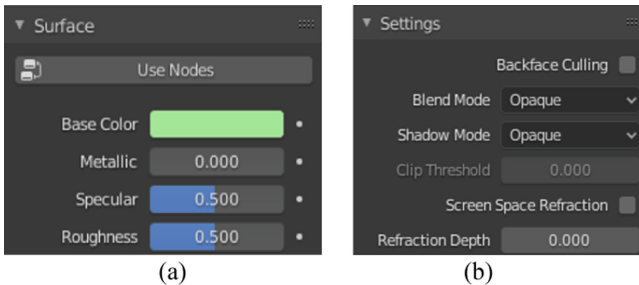 Surface
Use Nodes
Base Color
Metallic 0.000
Specular 0.500
Roughness 0.500
(a)
Settings
Backface Culling
Blend Mode Opaque
Shadow Mode Opaque
Clip Threshold 0.000
Screen Space Refraction
Refraction Depth 0.000
(b)